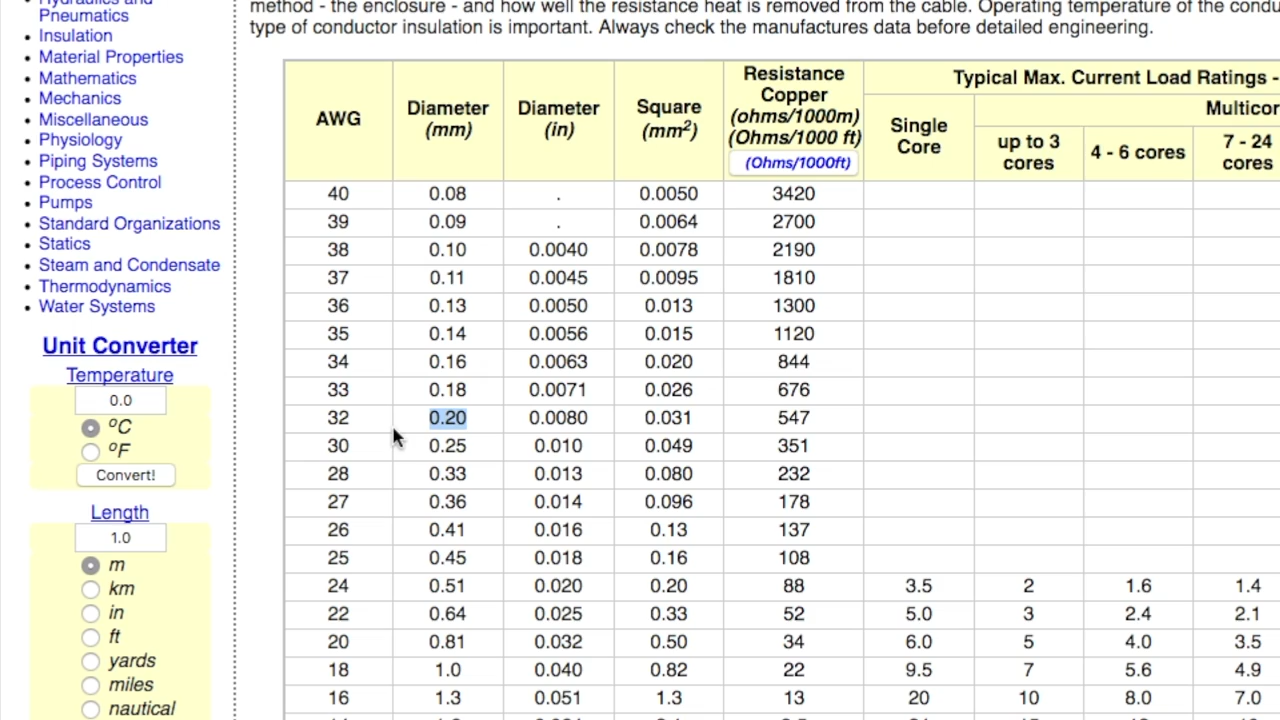 Hydraulics and
Pneumatics
Insulation
Material Properties
Mathematics
Mechanics
Miscellaneous
Physiology
Piping Systems
Process Control
Pumps
Standard Organizations
Statics
Steam and Condensate
Thermodynamics
Water Systems
Unit Converter
Temperature
0.0
ºC
ºF
Convert!
Length
1.0
m
km
in
ft
yards
miles
nautical
method - the enclosure - and how well the resistance heat is removed from the cable. Operating temperature of the
type of conductor insulation is important. Always check the manufactures data before detailed engineering.
AWG Diameter (mm) Diameter (in) Square (mm²) Resistance Copper (ohms/1000m) (Ohms/1000 ft) (Ohms/1000ft) Typical Max. Current Load Ratings -
Single Core up to 3 cores 4 - 6 cores 7 - 24 cores
40 0.08 . 0.0050 3420
39 0.09 . 0.0064 2700
38 0.10 0.0040 0.0078 2190
37 0.11 0.0045 0.0095 1810
36 0.13 0.0050 0.013 1300
35 0.14 0.0056 0.015 1120
34 0.16 0.0063 0.020 844
33 0.18 0.0071 0.026 676
32 0.20 0.0080 0.031 547
30 0.25 0.010 0.049 351
28 0.33 0.013 0.080 232
27 0.36 0.014 0.096 178
26 0.41 0.016 0.13 137
25 0.45 0.018 0.16 108
24 0.51 0.020 0.20 88 3.5 2 1.6 1.4
22 0.64 0.025 0.33 52 5.0 3 2.4 2.1
20 0.81 0.032 0.50 34 6.0 5 4.0 3.5
18 1.0 0.040 0.82 22 9.5 7 5.6 4.9
16 1.3 0.051 1.3 13 20 10 8.0 7.0